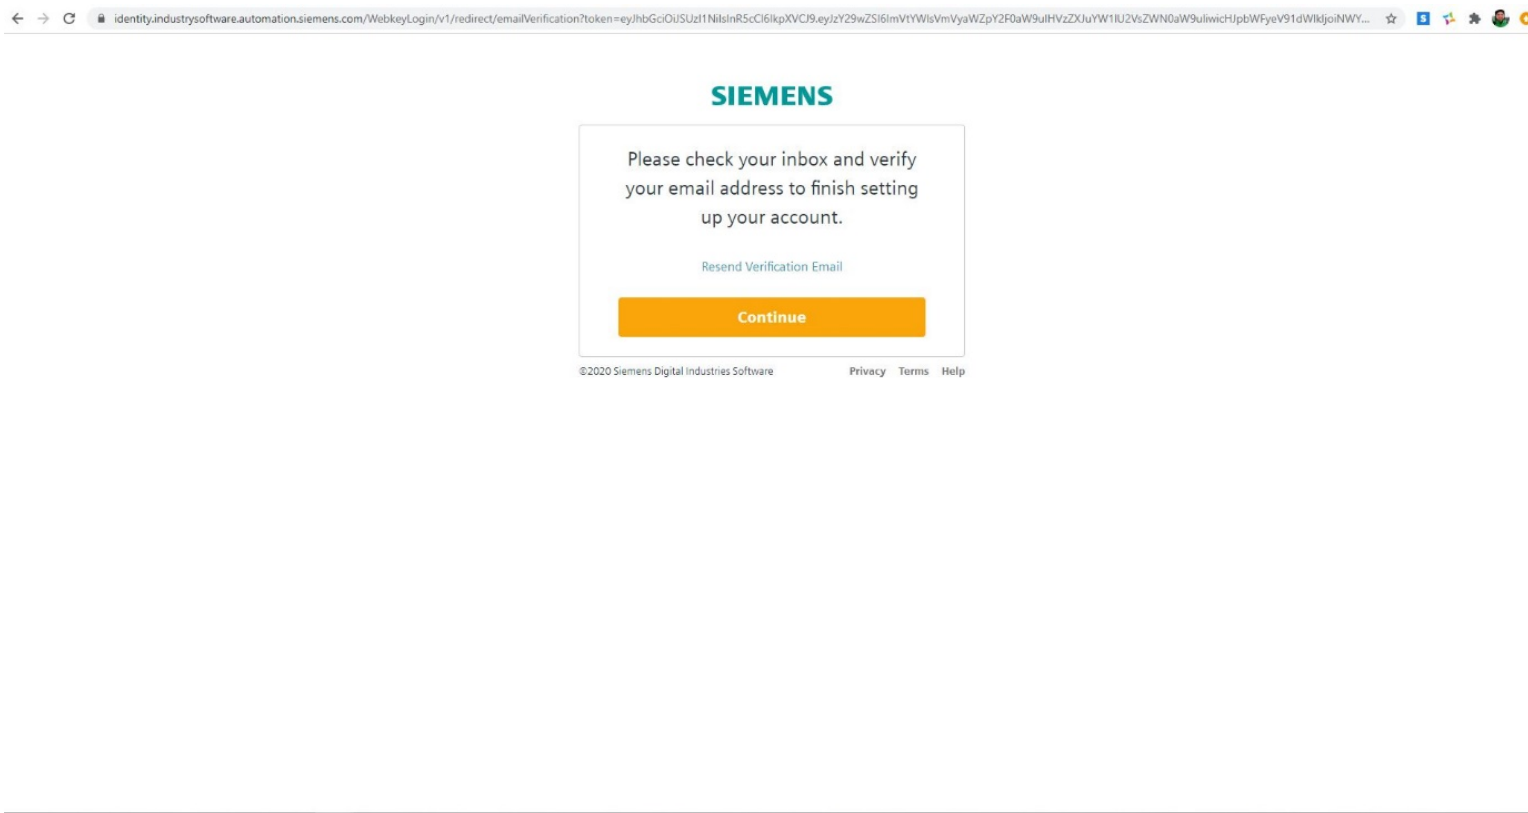 identity.industrysoftware.automation.siemens.com/WebkeyLogin/v1/redirect/emailVerification?token=eyJhbGciOiJSUzI1NiIsInR5cCI6IkpXVCJ9.eyJzY29wZSI6ImVtYWlsVmVyaWZpY2F0aW9uIHVzZXJuYW1lU2VsZWN0aW9uIiwicHJpbWFyeV91dWlkIjoiNWY...
SIEMENS
Please check your inbox and verify
your email address to finish setting
up your account.
Resend Verification Email
Continue
©2020 Siemens Digital Industries Software Privacy Terms Help